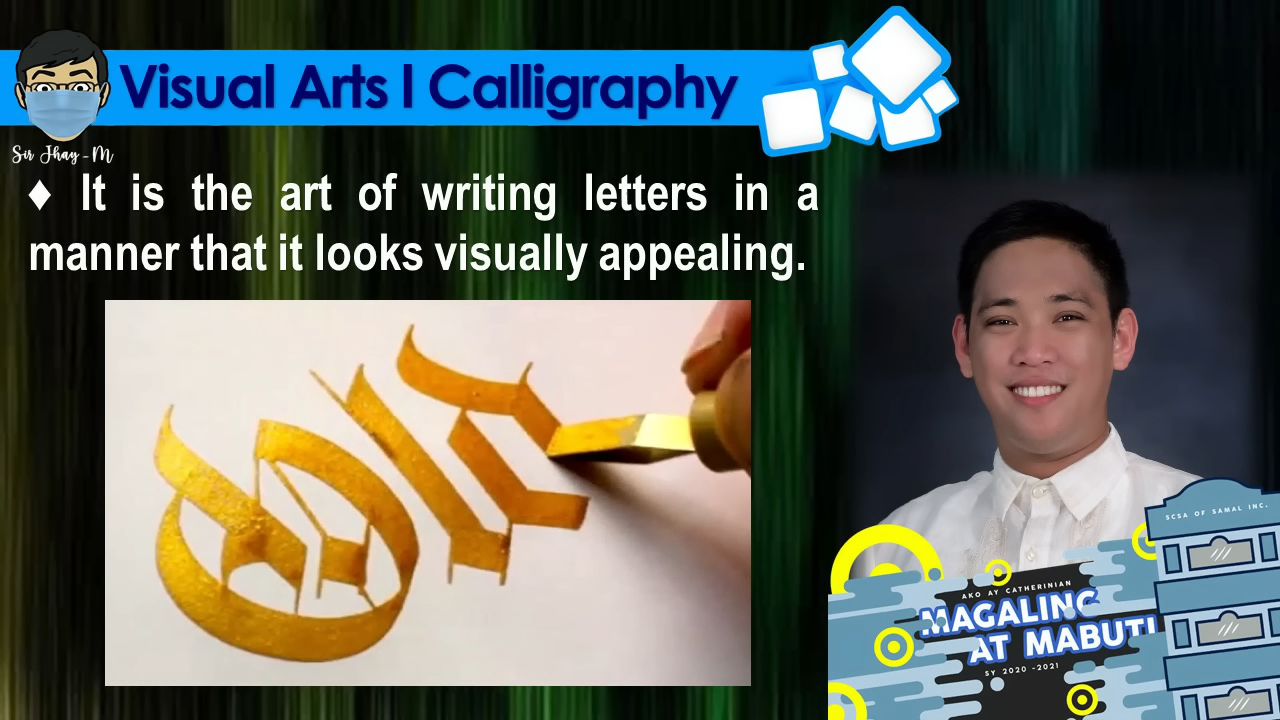 Visual Arts l Calligraphy
Sir Jhay-M
♦ It is the art of writing letters in a
manner that it looks visually appealing.
SCSA OF SAMAL INC.
AKO AY CATHERINIAN
MAGALING
AT MABUTI
SY 2020 -2021